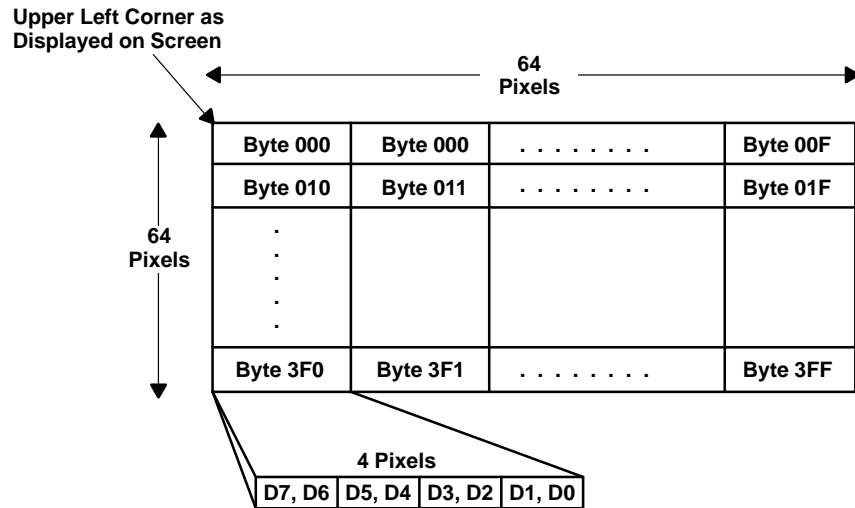 Upper Left Corner as
Displayed on Screen
64
Pixels
Byte 000 Byte 000 . . . . . . . . Byte 00F
Byte 010 Byte 011 . . . . . . . . Byte 01F
64
Pixels
.
.
.
.
.
Byte 3F0 Byte 3F1 . . . . . . . . Byte 3FF
4 Pixels
D7, D6 D5, D4 D3, D2 D1, D0